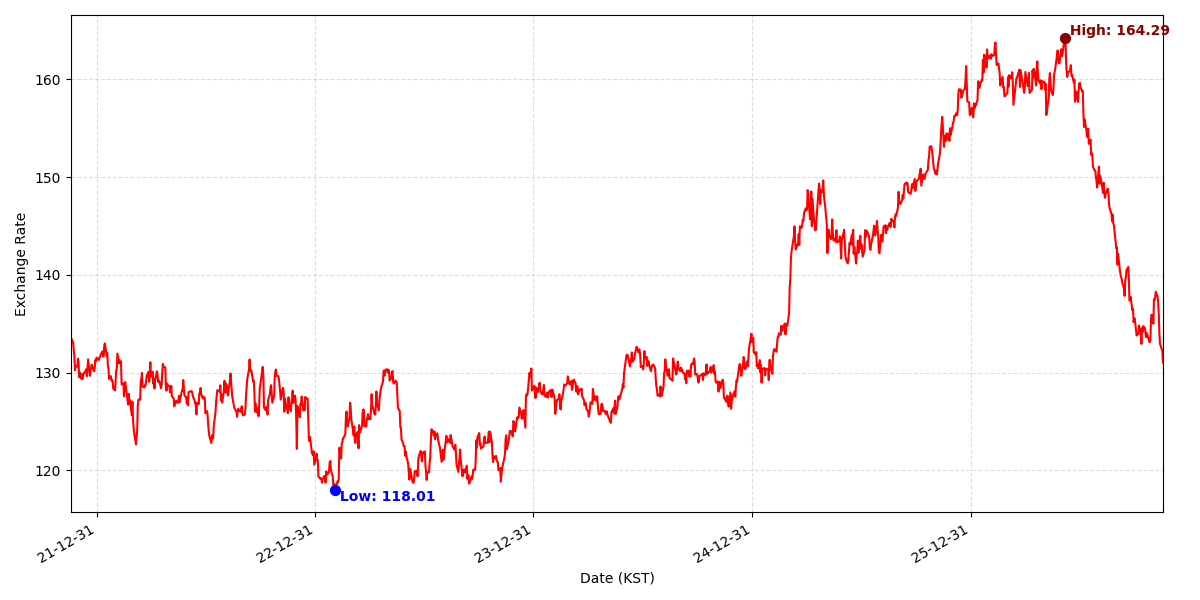 High: 164.29
160
150
140
130
120
Exchange Rate
Low: 118.01
21-12-31
22-12-31
23-12-31
24-12-31
25-12-31
Date (KST)